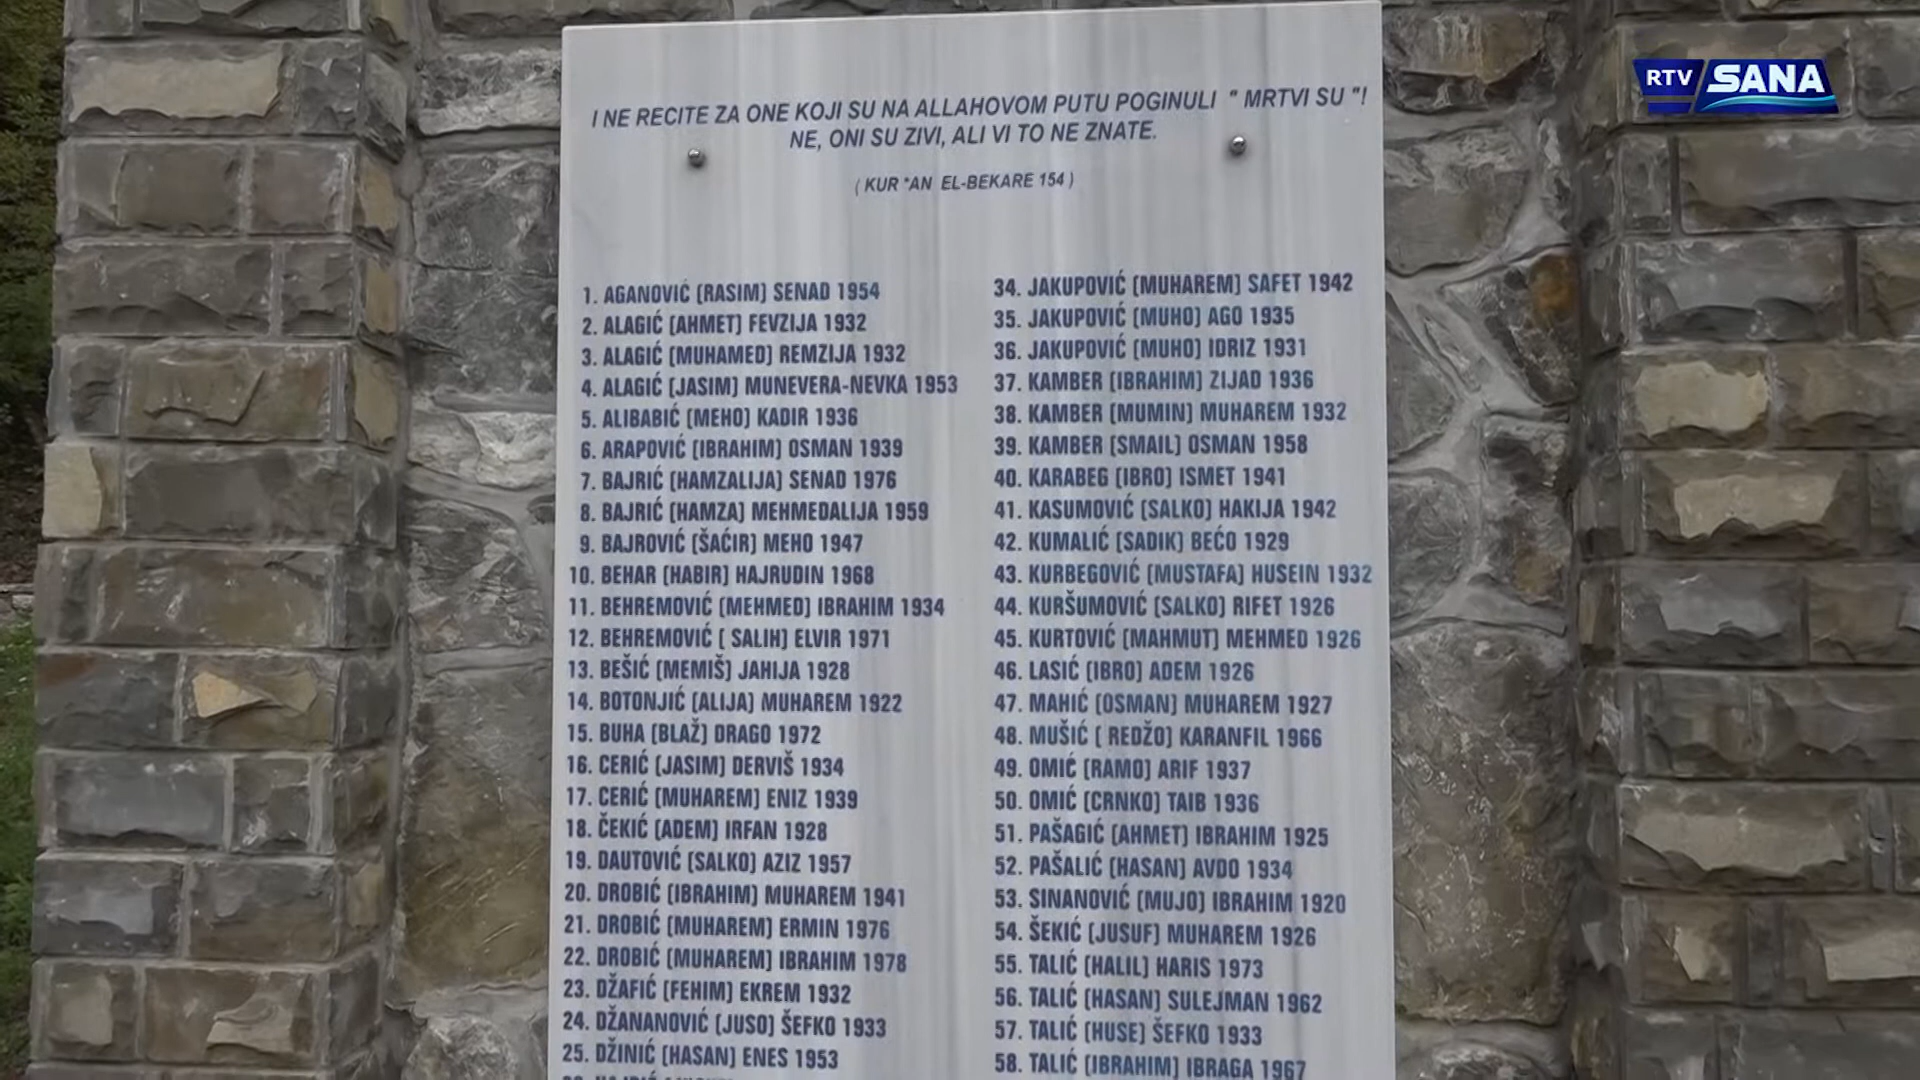 I NE RECITE ZA ONE KOJI SU NA ALLAHOVOM PUTU POGINULI " MRTVI SU "!
NE, ONI SU ZIVI, ALI VI TO NE ZNATE.
( KUR "AN EL-BEKARE 154 )
1. AGANOVIĆ (RASIM) SENAD 1954
2. ALAGIĆ (AHMET) FEVZIJA 1932
3. ALAGIĆ (MUHAMED) REMZIJA 1932
4. ALAGIĆ (JASIM) MUNEVERA-NEVKA 1953
5. ALIBABIĆ (MEHO) KADIR 1936
6. ARAPOVIĆ (IBRAHIM) OSMAN 1939
7. BAJRIĆ (HAMZALIJA) SENAD 1976
8. BAJRIĆ (HAMZA) MEHMEDALIJA 1959
9. BAJROVIĆ (ŠAĆIR) MEHO 1947
10. BEHAR (HABIR) HAJRUDIN 1968
11. BEHREMOVIĆ (MEHMED) IBRAHIM 1934
12. BEHREMOVIĆ ( SALIH) ELVIR 1971
13. BEŠIĆ (MEMIŠ) JAHIJA 1928
14. BOTONJIĆ (ALIJA) MUHAREM 1922
15. BUHA (BLAŽ) DRAGO 1972
16. CERIĆ (JASIM) DERVIŠ 1934
17. CERIĆ (MUHAREM) ENIZ 1939
18. ČEKIĆ (ADEM) IRFAN 1928
19. DAUTOVIĆ (SALKO) AZIZ 1957
20. DROBIĆ (IBRAHIM) MUHAREM 1941
21. DROBIĆ (MUHAREM) ERMIN 1976
22. DROBIĆ (MUHAREM) IBRAHIM 1978
23. DŽAFIĆ (FEHIM) EKREM 1932
24. DŽANANOVIĆ (JUSO) ŠEFKO 1933
25. DŽINIĆ (HASAN) ENES 1953
34. JAKUPOVIĆ (MUHAREM) SAFET 1942
35. JAKUPOVIĆ (MUHO) AGO 1935
36. JAKUPOVIĆ (MUHO) IDRIZ 1931
37. KAMBER (IBRAHIM) ZIJAD 1936
38. KAMBER (MUMIN) MUHAREM 1932
39. KAMBER (SMAIL) OSMAN 1958
40. KARABEG (IBRO) ISMET 1941
41. KASUMOVIĆ (SALKO) HAKIJA 1942
42. KUMALIĆ (SADIK) BEĆO 1929
43. KURBEGOVIĆ (MUSTAFA) HUSEIN 1932
44. KURŠUMOVIĆ (SALKO) RIFET 1926
45. KURTOVIĆ (MAHMUT) MEHMED 1926
46. LASIĆ (IBRO) ADEM 1926
47. MAHIĆ (OSMAN) MUHAREM 1927
48. MUŠIĆ ( REDŽO) KARANFIL 1966
49. OMIĆ (RAMO) ARIF 1937
50. OMIĆ (CRNKO) TAIB 1936
51. PAŠAGIĆ (AHMET) IBRAHIM 1925
52. PAŠALIĆ (HASAN) AVDO 1934
53. SINANOVIĆ (MUJO) IBRAHIM 1920
54. ŠEKIĆ (JUSUF) MUHAREM 1926
55. TALIĆ (HALIL) HARIS 1973
56. TALIĆ (HASAN) SULEJMAN 1962
57. TALIĆ (HUSE) ŠEFKO 1933
58. TALIĆ (IBRAHIM) IBRAGA 1967
RTV SANA